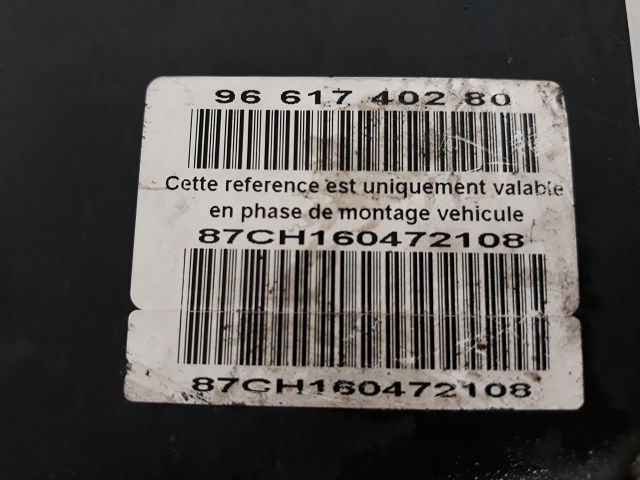 96 617 402 80
Cette reference est uniquement valable
en phase de montage vehicule
87CH160472108
87CH160472108